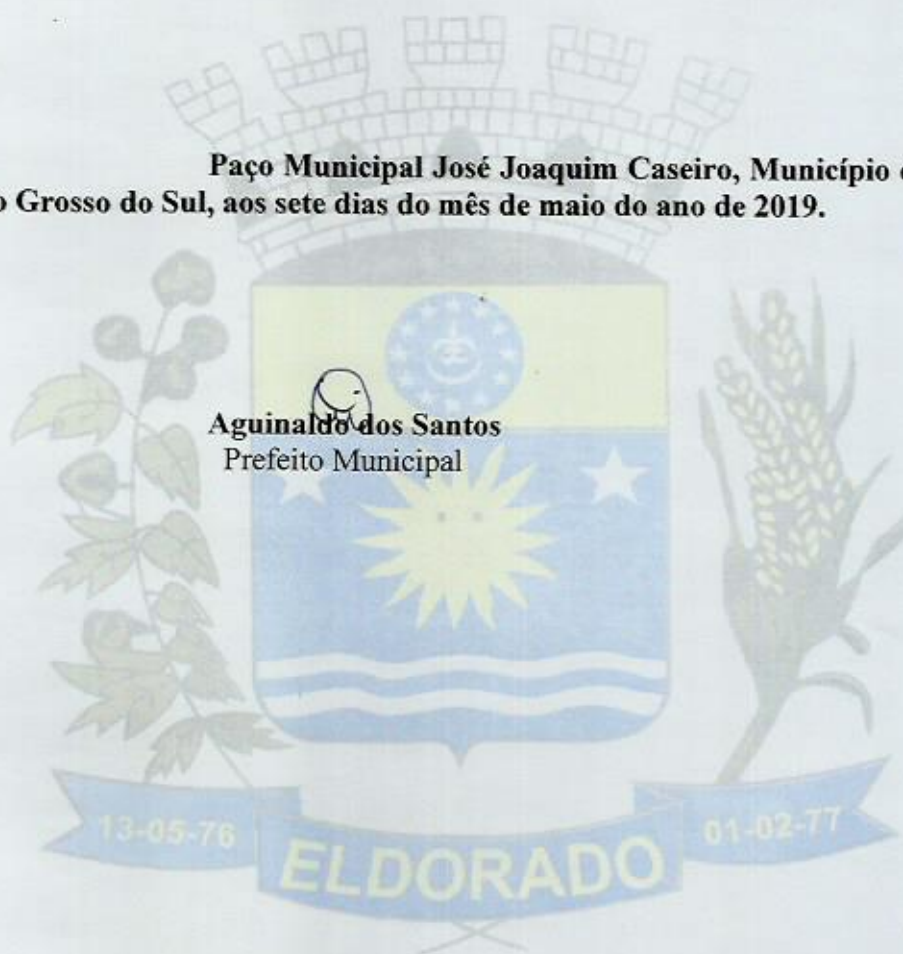 Paço Municipal José Joaquim Caseiro, Município
o Grosso do Sul, aos sete dias do mês de maio do ano de 2019.
Aguinaldo dos Santos
Prefeito Municipal
13-05-76
ELDORADO
01-02-77